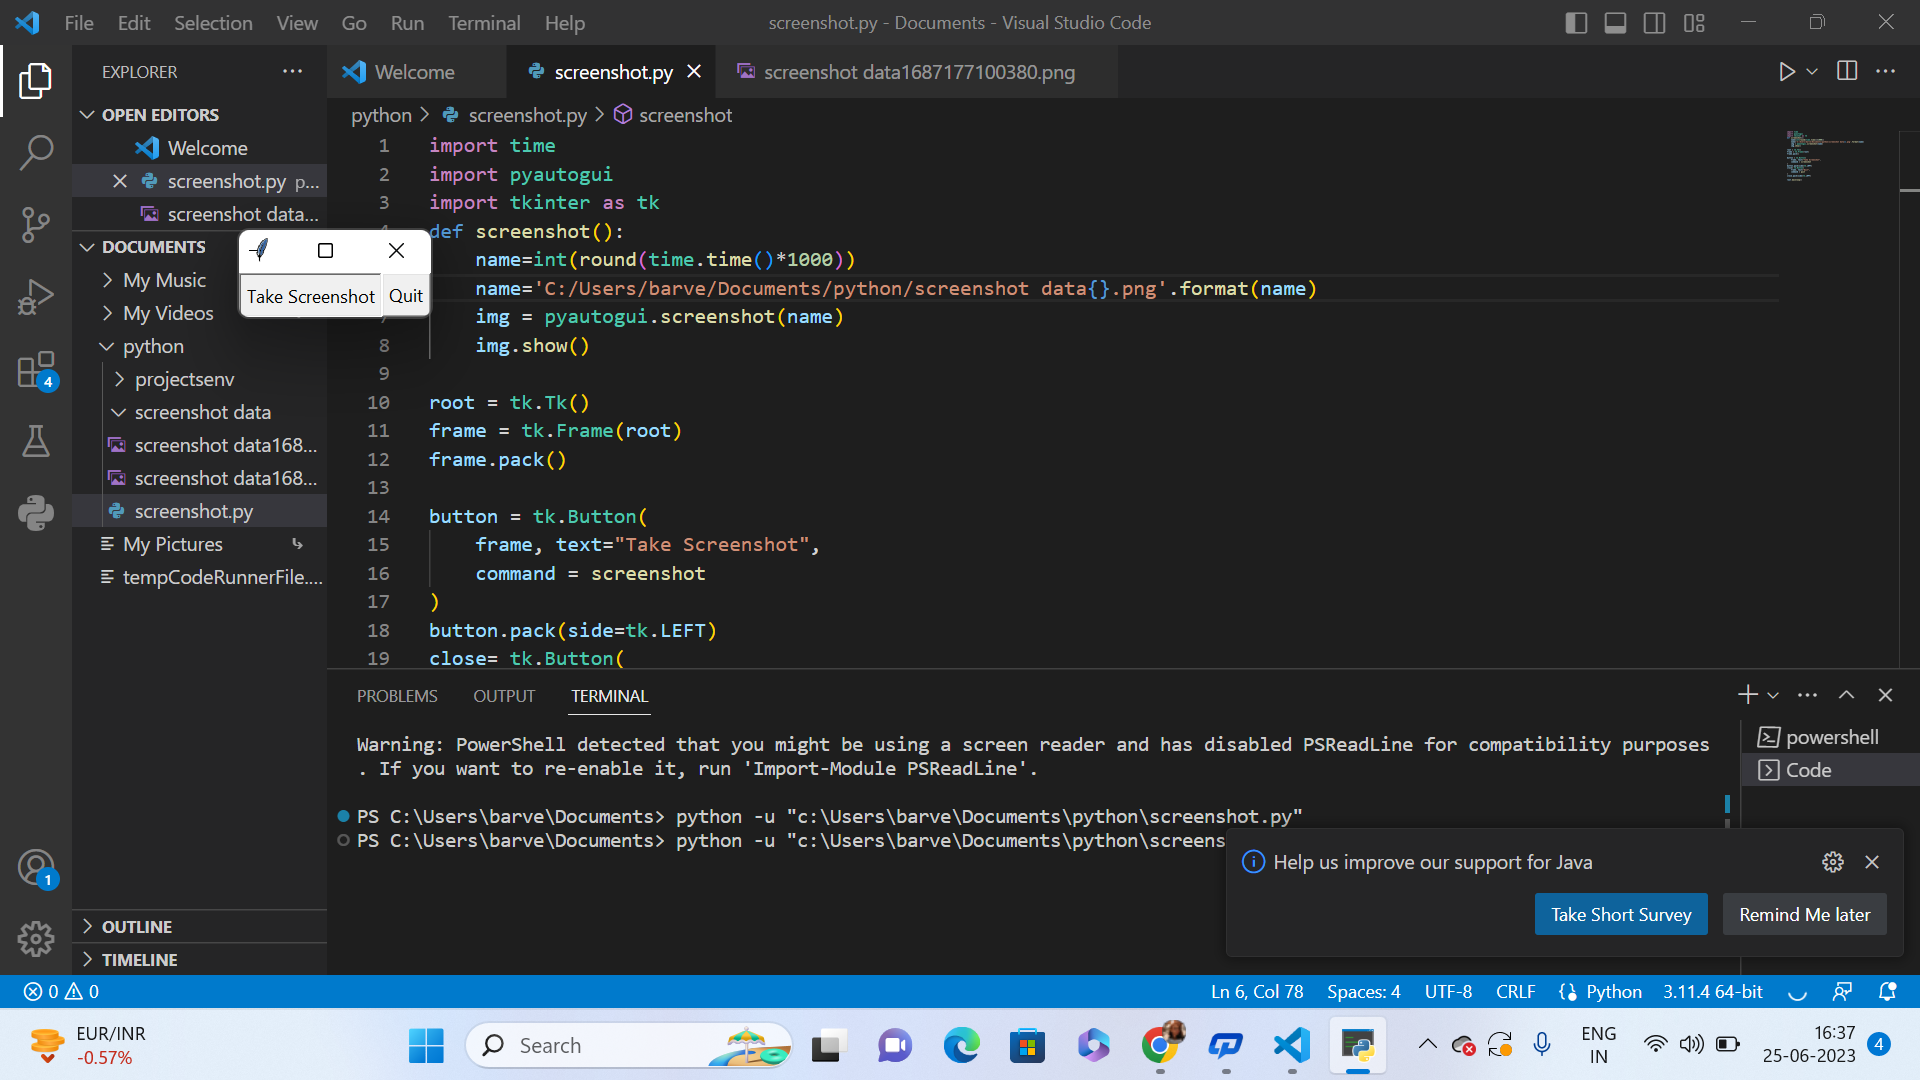 File Edit Selection View Go Run Terminal Help
screenshot.py - Documents - Visual Studio Code
EXPLORER
OPEN EDITORS
Welcome
screenshot.py p...
screenshot data...
DOCUMENTS
My Music
My Videos
python
projectsenv
screenshot data
screenshot data168...
screenshot data168...
screenshot.py
My Pictures
tempCodeRunnerFile....
OUTLINE
TIMELINE
4
1
Take Screenshot Quit
Welcome screenshot.py screenshot data1687177100380.png
python > screenshot.py > screenshot
1 import time
2 import pyautogui
3 import tkinter as tk
def screenshot():
name=int(round(time.time()*1000))
name='C:/Users/barve/Documents/python/screenshot data{}.png'.format(name)
img = pyautogui.screenshot(name)
8 img.show()
9
10 root = tk.Tk()
11 frame = tk.Frame(root)
12 frame.pack()
13
14 button = tk.Button(
15 frame, text="Take Screenshot",
16 command = screenshot
17 )
18 button.pack(side=tk.LEFT)
19 close= tk.Button(
PROBLEMS OUTPUT TERMINAL
Warning: PowerShell detected that you might be using a screen reader and has disabled PSReadLine for compatibility purposes
. If you want to re-enable it, run 'Import-Module PSReadLine'.
PS C:\Users\barve\Documents> python -u "c:\Users\barve\Documents\python\screenshot.py"
PS C:\Users\barve\Documents> python -u "c:\Users\barve\Documents\python\screens
powershell
Code
Help us improve our support for Java
Take Short Survey Remind Me later
0 0
Ln 6, Col 78 Spaces: 4 UTF-8 CRLF Python 3.11.4 64-bit
EUR/INR
-0.57%
Search
ENG
IN
16:37
25-06-2023
4